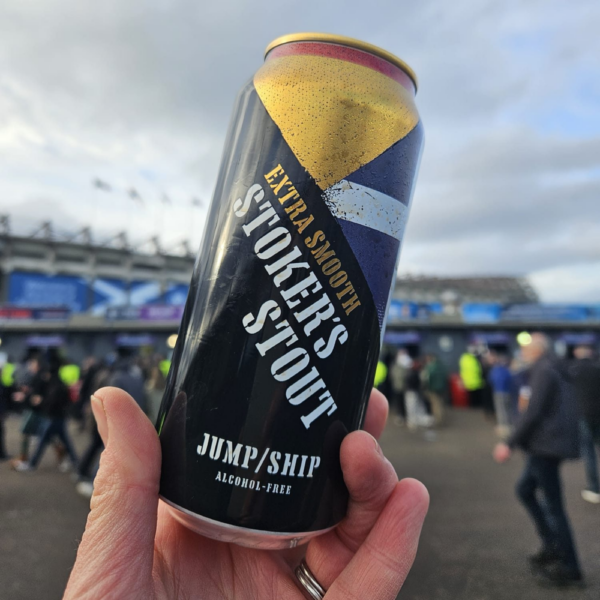 EXTRA SMOOTH
STOKER'S
STOUT
JUMP/SHIP
ALCOHOL-FREE